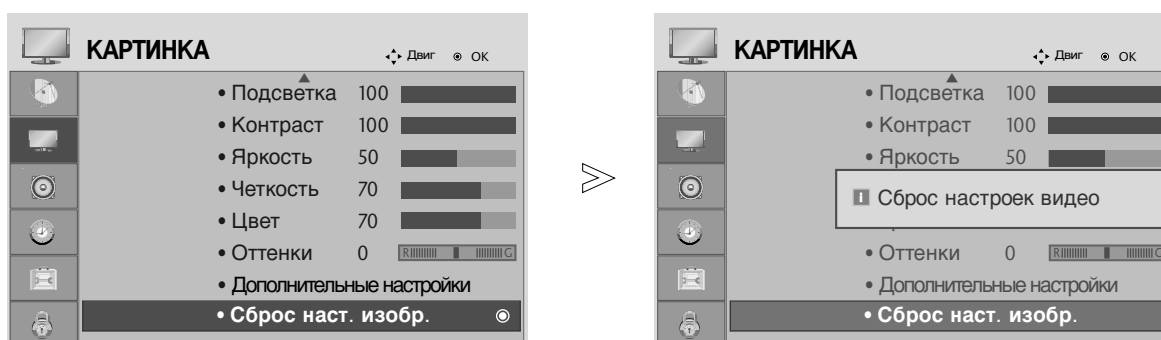 КАРТИНКА Двиг OK
• Подсветка 100
• Контраст 100
• Яркость 50
• Четкость 70
• Цвет 70
• Оттенки 0 R G
• Дополнительные настройки
• Сброс наст. изобр.
КАРТИНКА Двиг OK
• Подсветка 100
• Контраст 100
• Яркость 50
Сброс настроек видео
• Оттенки 0 R G
• Дополнительные настройки
• Сброс наст. изобр.